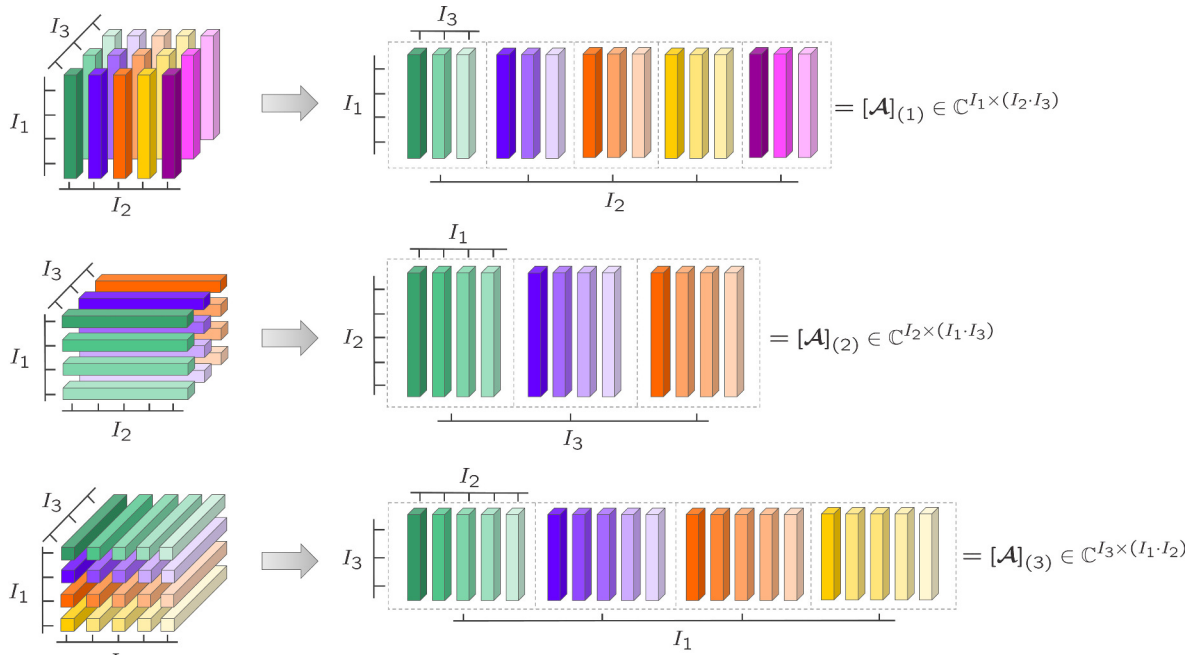 I₃
I₁
I₂
I₃
I₁
I₂
= [𝓐]₍₁₎ ∈ ℂ^{I₁×(I₂·I₃)}
I₃
I₁
I₂
I₁
I₂
I₃
= [𝓐]₍₂₎ ∈ ℂ^{I₂×(I₁·I₃)}
I₃
I₁
I₂
I₃
I₁
= [𝓐]₍₃₎ ∈ ℂ^{I₃×(I₁·I₂)}